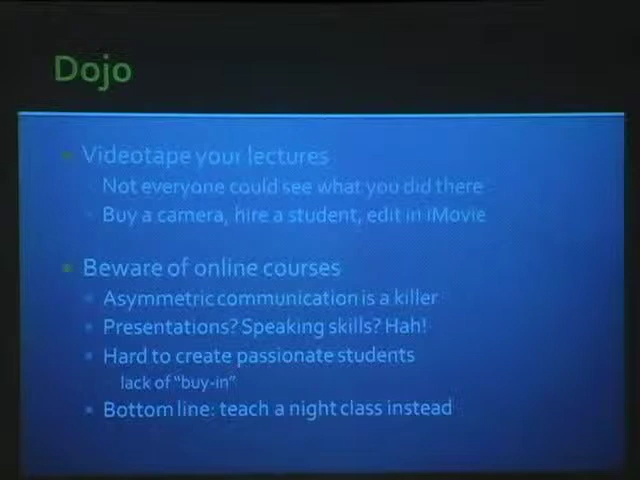 Dojo
Videotape your lectures
Not everyone could see what you did there
Buy a camera, hire a student, edit in iMovie
Beware of online courses
Asymmetric communication is a killer
Presentations? Speaking skills? Hah!
Hard to create passionate students
lack of "buy-in"
Bottom line: teach a night class instead